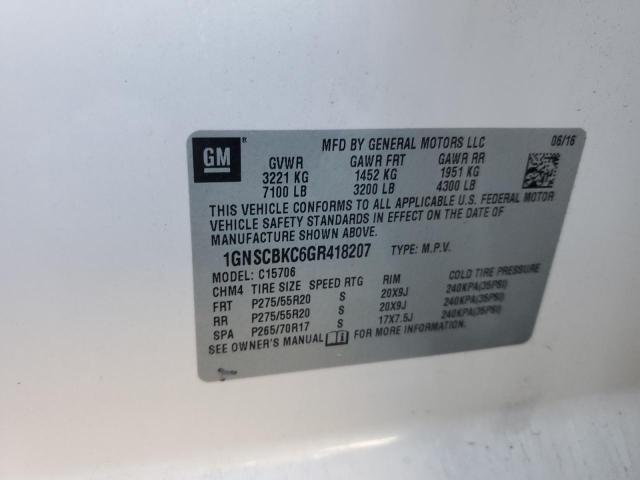 GM
MFD BY GENERAL MOTORS LLC 06/16
GVWR GAWR FRT GAWR RR
3221 KG 1452 KG 1951 KG
7100 LB 3200 LB 4300 LB
THIS VEHICLE CONFORMS TO ALL APPLICABLE U.S. FEDERAL MOTOR
VEHICLE SAFETY STANDARDS IN EFFECT ON THE DATE OF
MANUFACTURE SHOWN ABOVE.
1GNSCBKC6GR418207 TYPE: M.P.V.
MODEL: C15706
CHM4 TIRE SIZE SPEED RTG RIM COLD TIRE PRESSURE
FRT P275/55R20 S 20X9J 240KPA(35PSI)
RR P275/55R20 S 20X9J 240KPA(35PSI)
SPA P265/70R17 S 17X7.5J 240KPA(35PSI)
SEE OWNER'S MANUAL FOR MORE INFORMATION.